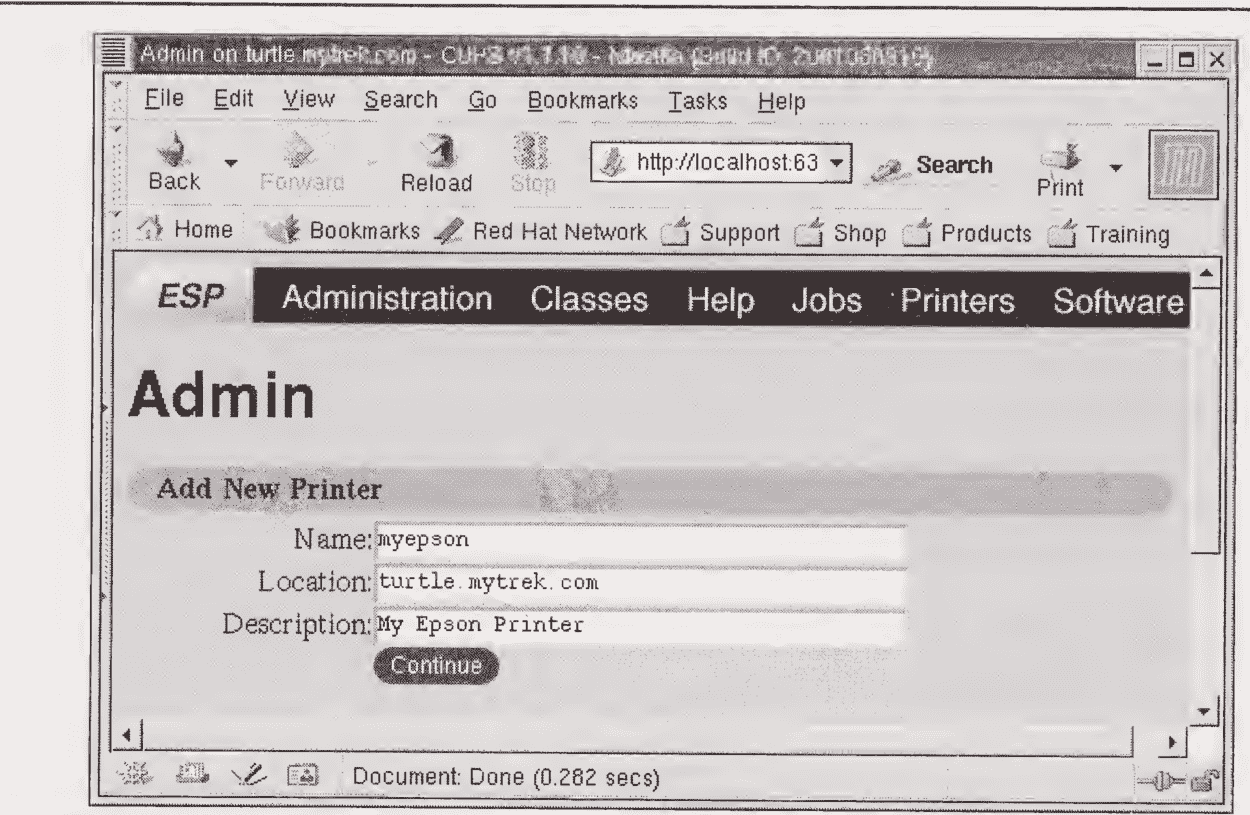 Admin on turtle.mytrek.com - CUPS
File Edit View Search Go Bookmarks Tasks Help
Back Forward Reload Stop http://localhost:63 Search Print
Home Bookmarks Red Hat Network Support Shop Products Training
ESP Administration Classes Help Jobs Printers Software
Admin
Add New Printer
Name: myepson
Location: turtle.mytrek.com
Description: My Epson Printer
Continue
Document: Done (0.282 secs)